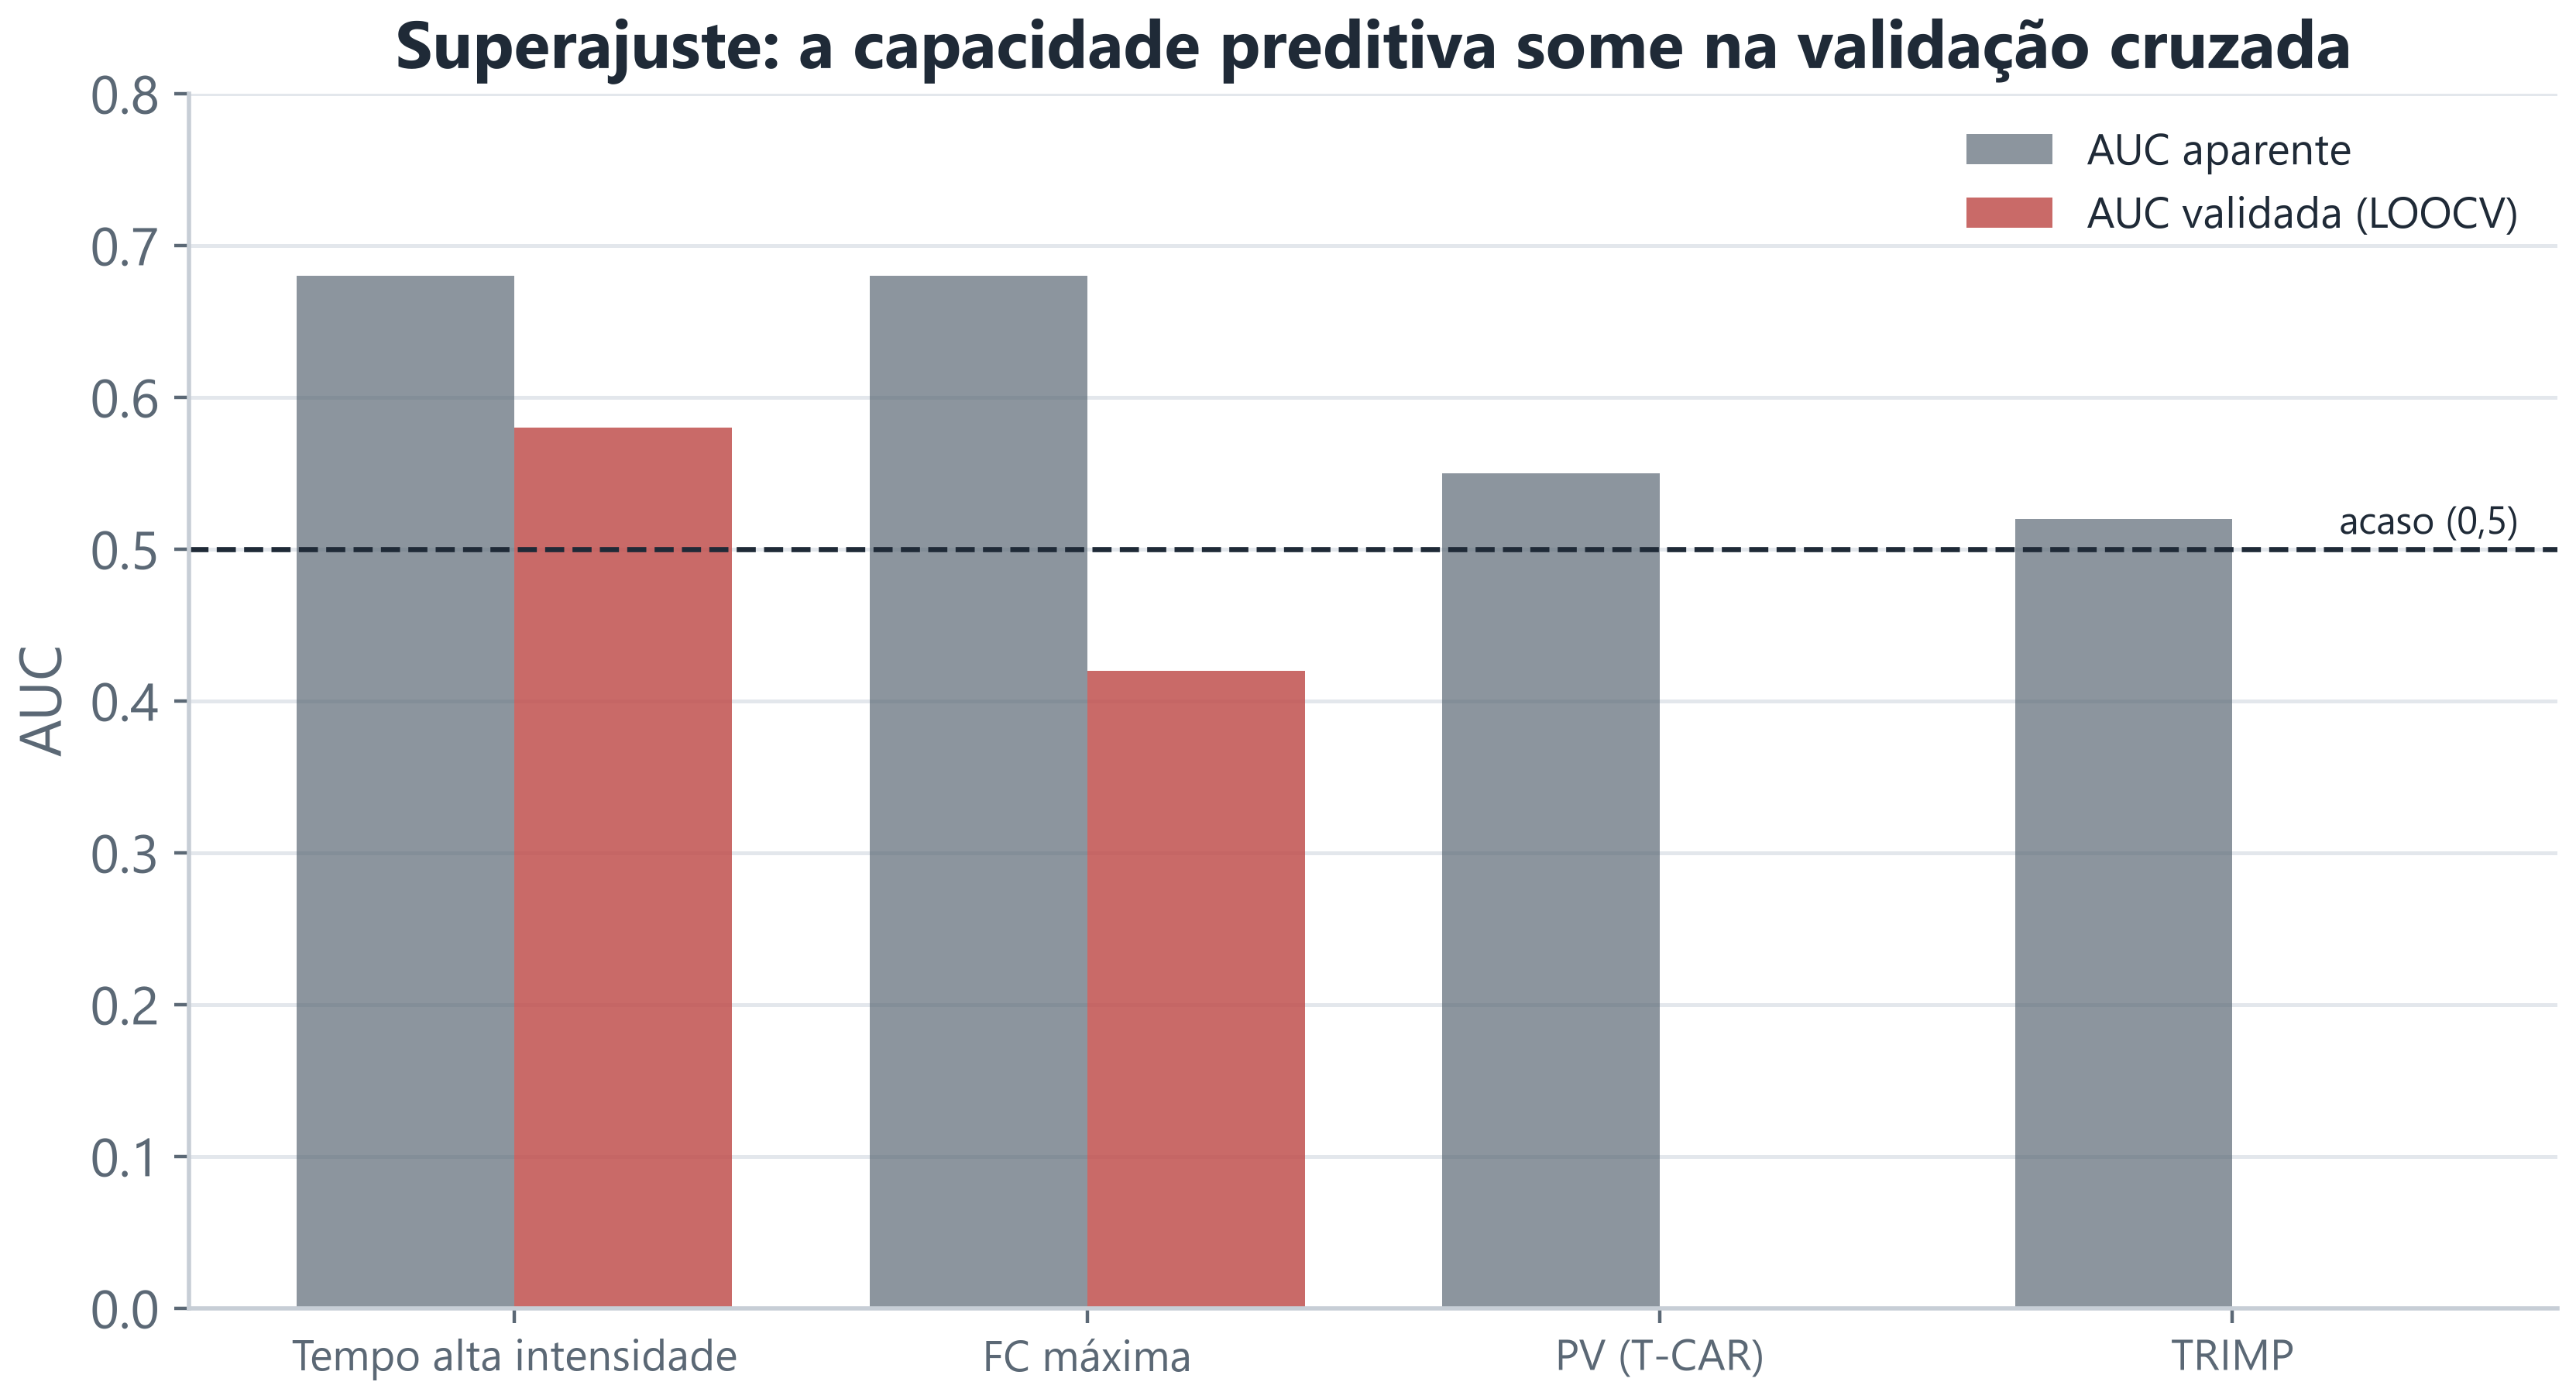 Superajuste: a capacidade preditiva some na validação cruzada
AUC aparente
AUC validada (LOOCV)
acaso (0,5)
AUC
0.8
0.7
0.6
0.5
0.4
0.3
0.2
0.1
0.0
Tempo alta intensidade
FC máxima
PV (T-CAR)
TRIMP